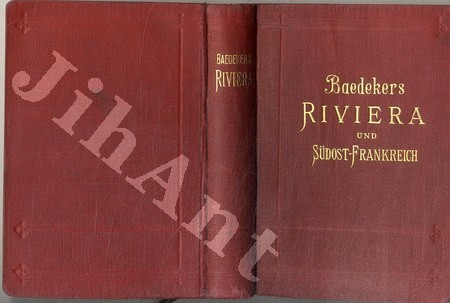 BAEDEKERS
RIVIERA
Baedekers
RIVIERA
UND
SÜDOST-FRANKREICH
JihAnt